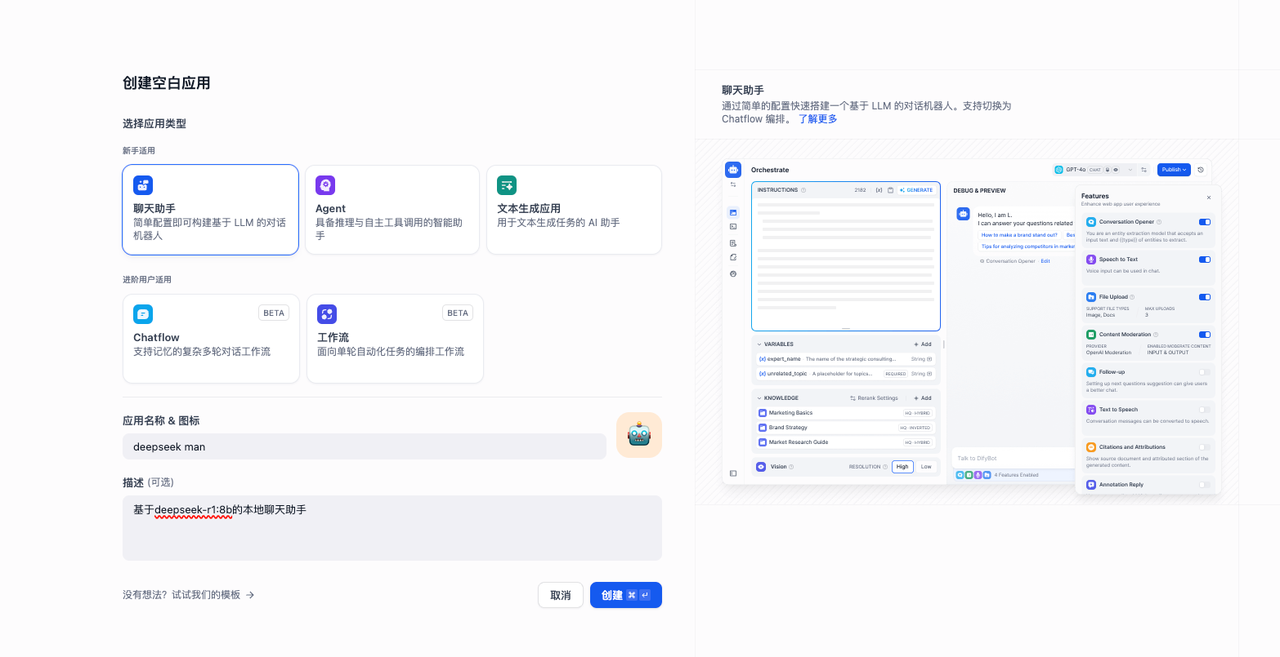 创建空白应用
选择应用类型
新手适用
聊天助手
简单配置即可构建基于 LLM 的对话
机器人
Agent
具备推理与自主工具调用的智能助
手
文本生成应用
用于文本生成任务的 AI 助手
进阶用户适用
BETA
Chatflow
支持记忆的复杂多轮对话工作流
BETA
工作流
面向单轮自动化任务的编排工作流
应用名称 & 图标
deepseek man
描述 (可选)
基于deepseek-r1:8b的本地聊天助手
没有想法？试试我们的模板 →
取消
创建 ⌘ ↵
聊天助手
通过简单的配置快速搭建一个基于 LLM 的对话机器人。支持切换为
Chatflow 编排。 了解更多
Orchestrate
GPT-4o CHAT
Publish
INSTRUCTIONS
2182 {x} GENERATE
VARIABLES
+ Add
{x} expert_name The name of the strategic consulting... String
{x} unrelated_topic A placeholder for topics... REQUIRED String
KNOWLEDGE
Rerank Settings + Add
Marketing Basics HQ · HYBRID
Brand Strategy HQ · INVERTED
Market Research Guide HQ · HYBRID
Vision RESOLUTION High Low
DEBUG & PREVIEW
Hello, I am L.
I can answer your questions related
How to make a brand stand out? Bes
Tips for analyzing competitors in marke
Conversation Opener · Edit
Talk to DifyBot
4 Features Enabled
Features
Enhance web app user experience
Conversation Opener
You are an entity extraction model that accepts an
input text and {{type}} of entities to extract.
Speech to Text
Voice input can be used in chat.
File Upload
SUPPORT FILE TYPES MAX UPLOADS
Image, Docs 3
Content Moderation
PROVIDER ENABLED MODERATE CONTENT
OpenAI Moderation INPUT & OUTPUT
Follow-up
Setting up next questions suggestion can give users
a better chat.
Text to Speech
Conversation messages can be converted to speech.
Citations and Attributions
Show source document and attributed section of the
generated content.
Annotation Reply